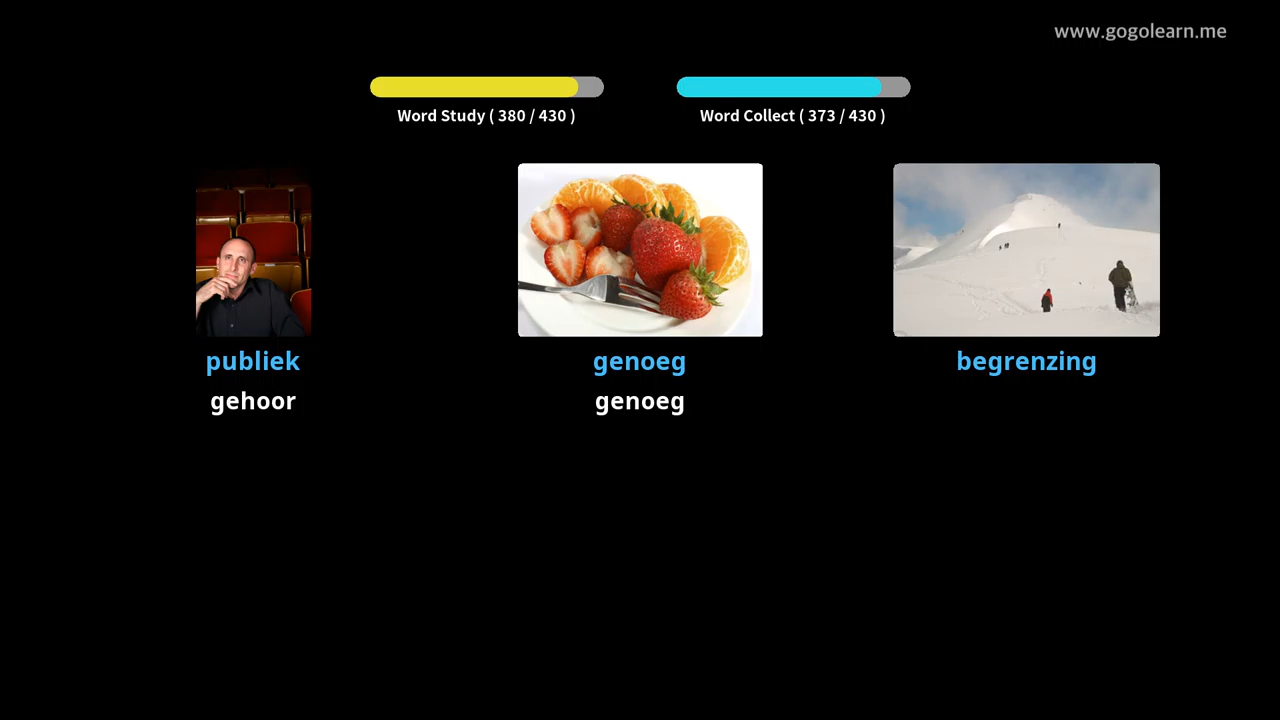 www.gogolearn.me
Word Study ( 380 / 430 )
Word Collect ( 373 / 430 )
publiek
genoeg
begrenzing
gehoor
genoeg